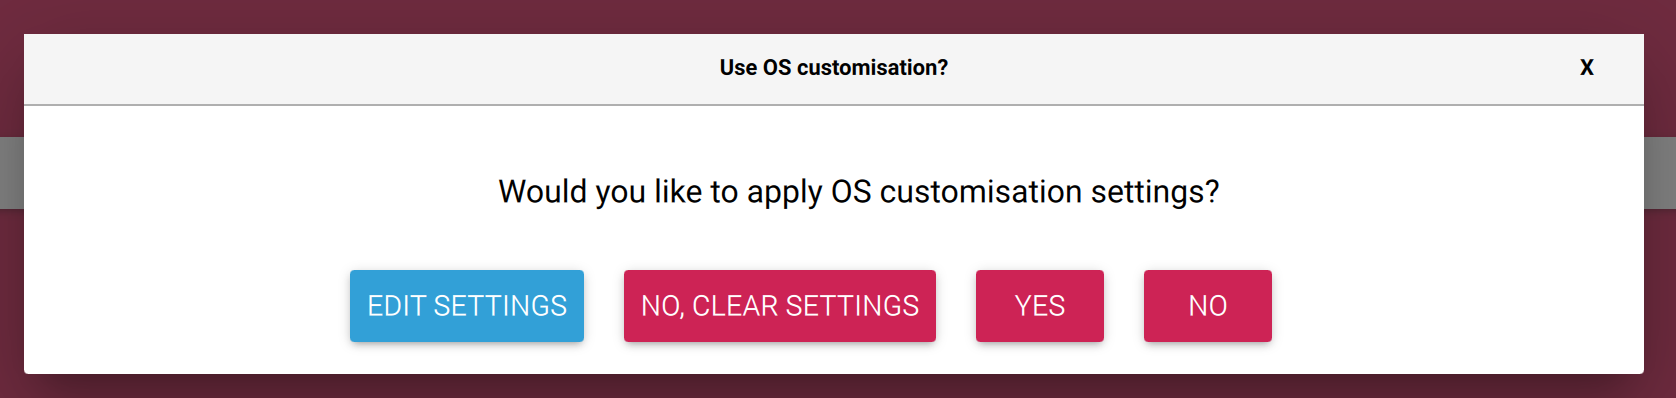 Use OS customisation? X
Would you like to apply OS customisation settings?
EDIT SETTINGS NO, CLEAR SETTINGS YES NO